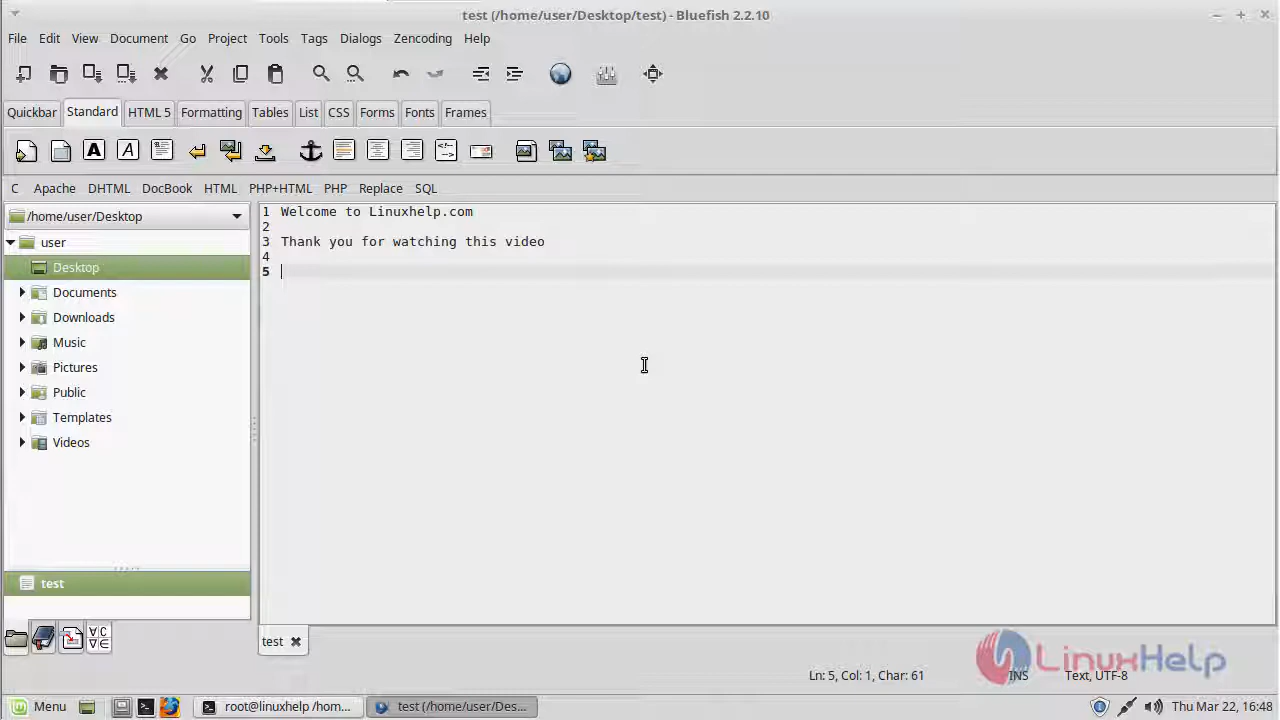 test (/home/user/Desktop/test) - Bluefish 2.2.10
File Edit View Document Go Project Tools Tags Dialogs Zencoding Help
Quickbar Standard HTML 5 Formatting Tables List CSS Forms Fonts Frames
C Apache DHTML DocBook HTML PHP+HTML PHP Replace SQL
/home/user/Desktop
user
Desktop
Documents
Downloads
Music
Pictures
Public
Templates
Videos
test
1 Welcome to Linuxhelp.com
2
3 Thank you for watching this video
4
5
test
Ln: 5, Col: 1, Char: 61 INS Text, UTF-8
LinuxHelp
Menu root@linuxhelp /hom... test (/home/user/Des... Thu Mar 22, 16:48